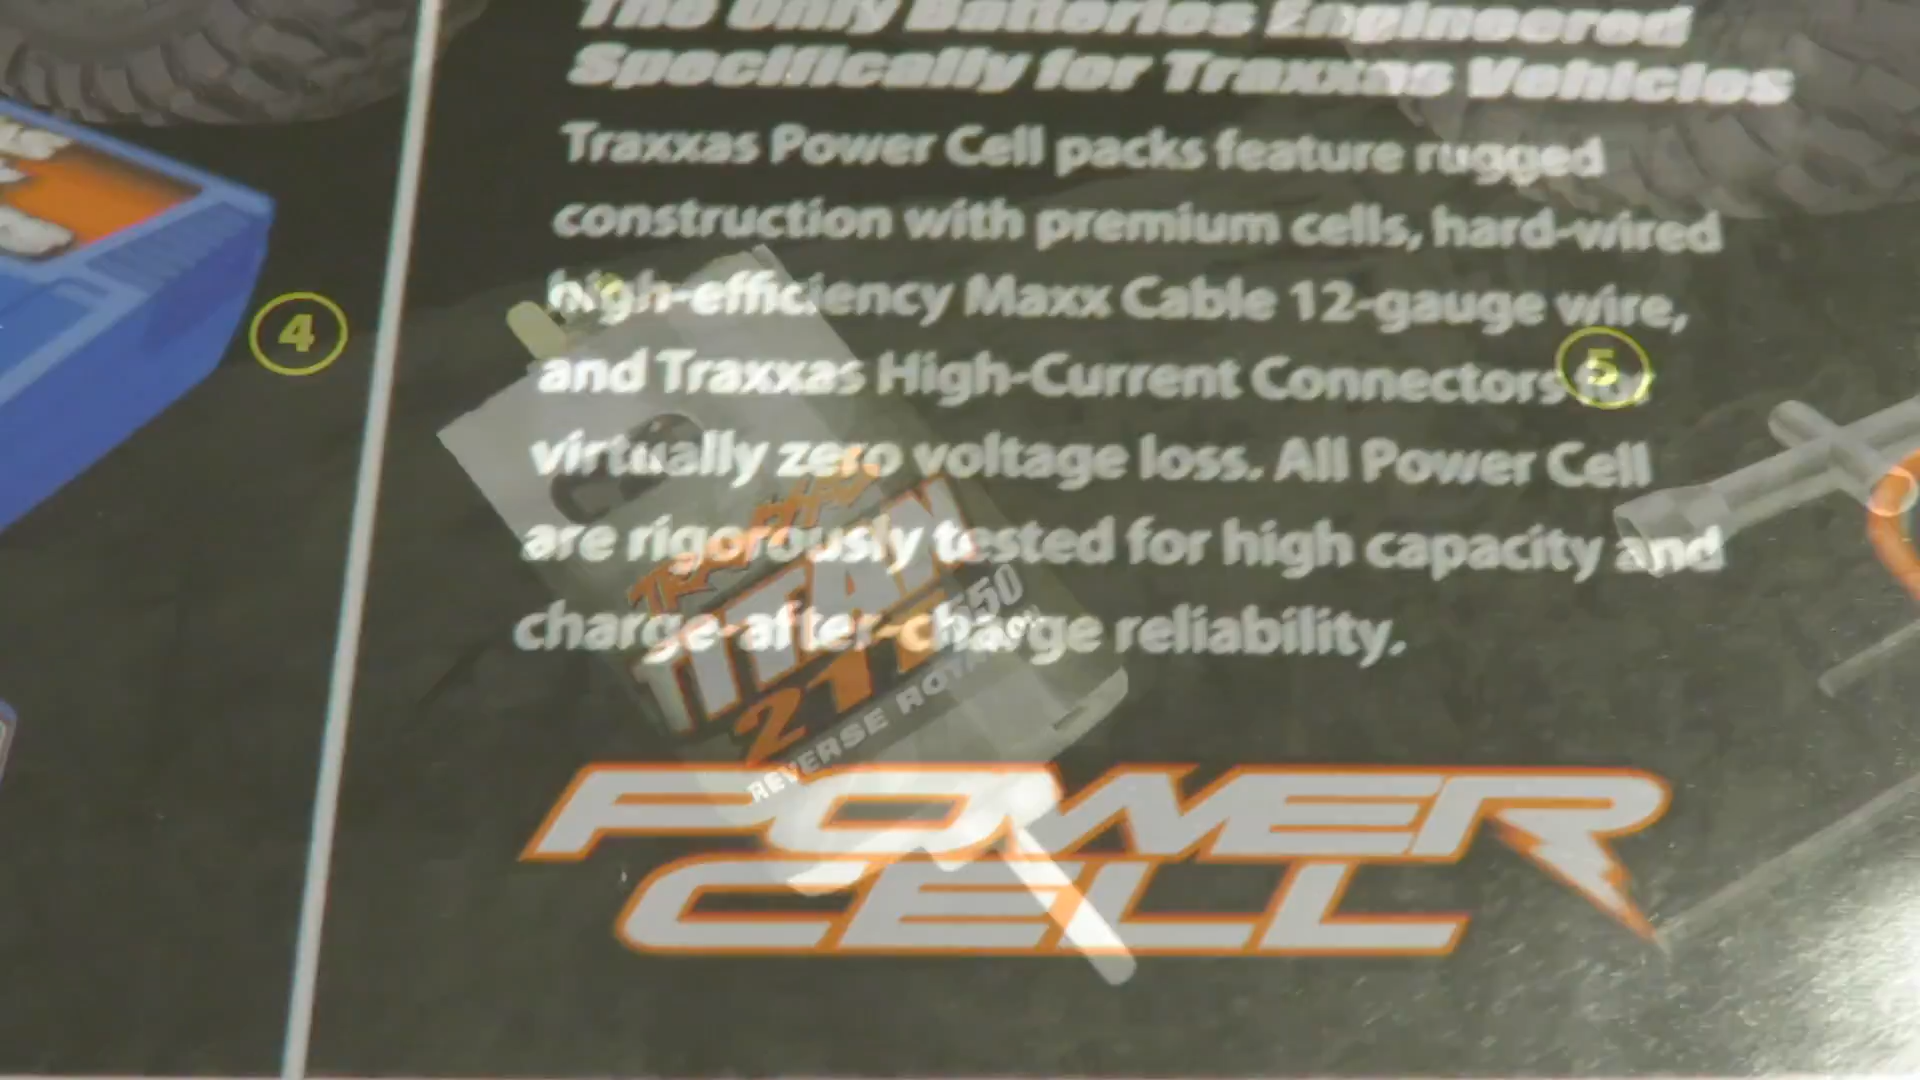 The Only Batteries Engineered
Specifically for Traxxas Vehicles
Traxxas Power Cell packs feature rugged
construction with premium cells, hard-wired
high-efficiency Maxx Cable 12-gauge wire,
and Traxxas High-Current Connectors for
virtually zero voltage loss. All Power Cell
are rigorously tested for high capacity and
charge-after-charge reliability.
POWER
CELL
4
5
TRAXXAS
TITAN
21T 550
REVERSE ROTA